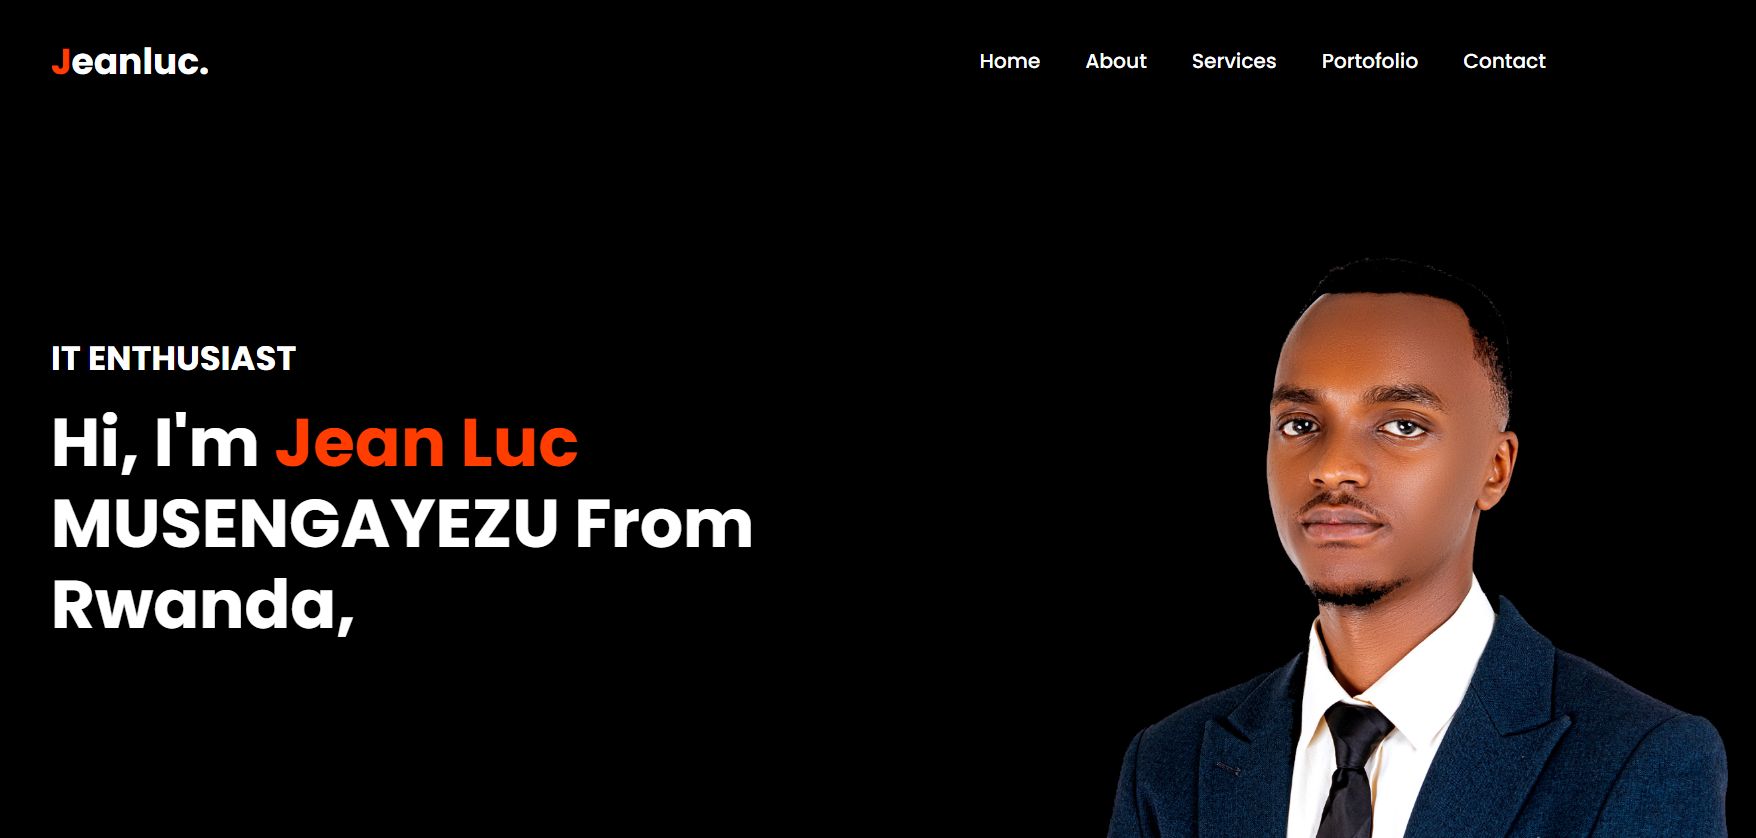 Jeanluc.
Home About Services Portofolio Contact
IT ENTHUSIAST
Hi, I'm Jean Luc
MUSENGAYEZU From
Rwanda,